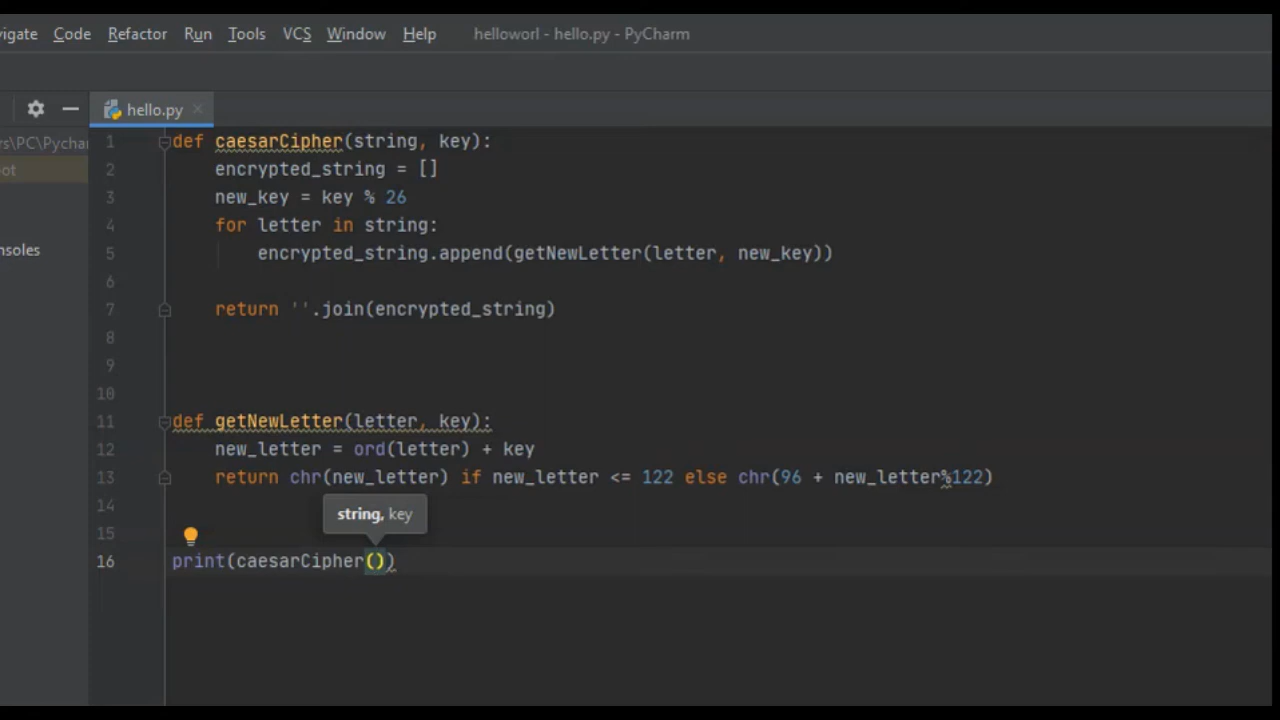 vigate Code Refactor Run Tools VCS Window Help helloworl - hello.py - PyCharm
hello.py
rs\PC\Pychar
1 def caesarCipher(string, key):
ot
2 encrypted_string = []
3 new_key = key % 26
4 for letter in string:
nsoles
5 encrypted_string.append(getNewLetter(letter, new_key))
6
7 return ''.join(encrypted_string)
8
9
10
11 def getNewLetter(letter, key):
12 new_letter = ord(letter) + key
13 return chr(new_letter) if new_letter <= 122 else chr(96 + new_letter%122)
14
string, key
15
16 print(caesarCipher())